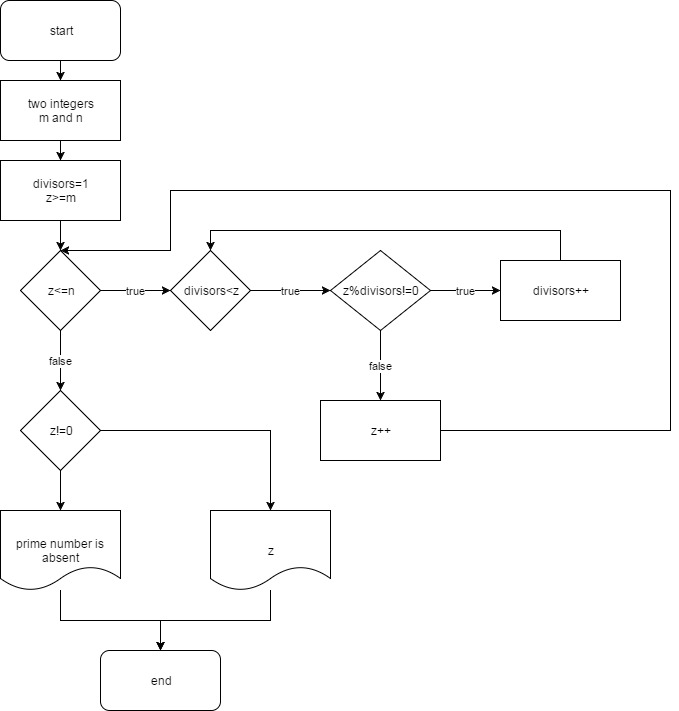 start
two integers
m and n
divisors=1
z>=m
z<=n
true
divisors<z
true
z%divisors!=0
true
divisors++
false
false
z!=0
z++
prime number is
absent
z
end